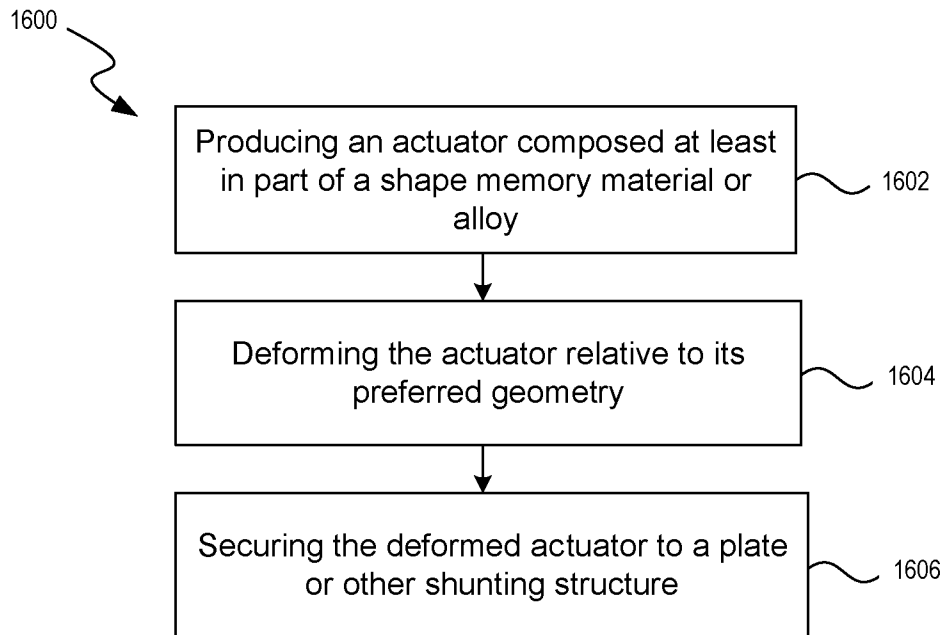 1600
Producing an actuator composed at least
in part of a shape memory material or
alloy
1602
Deforming the actuator relative to its
preferred geometry
1604
Securing the deformed actuator to a plate
or other shunting structure
1606